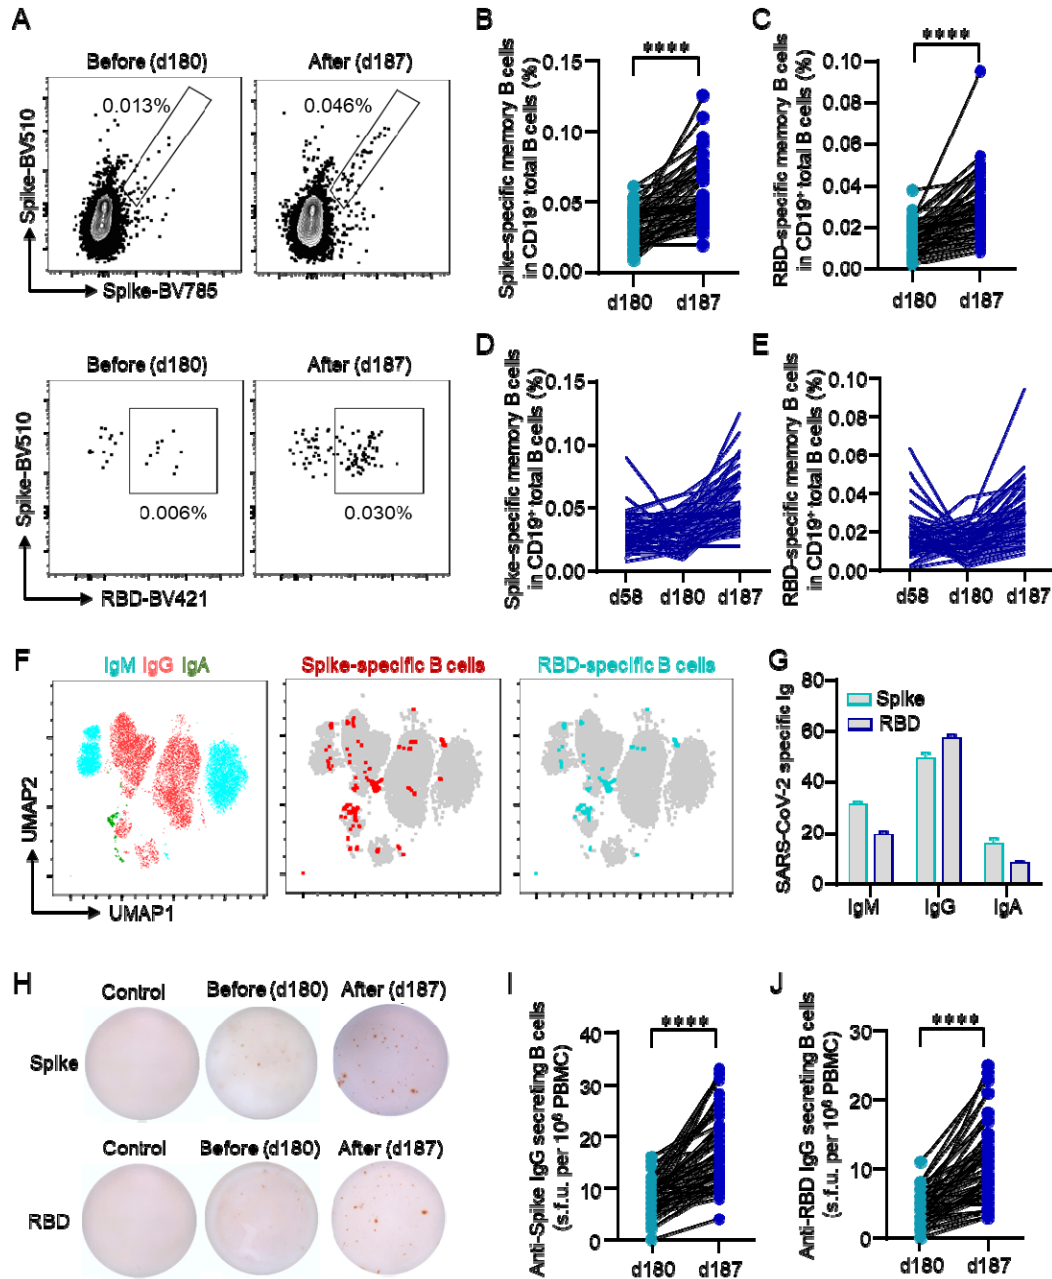 A
Before (d180)
After (d187)
0.013%
0.046%
Spike-BV510
Spike-BV785
Before (d180)
After (d187)
0.006%
0.030%
Spike-BV510
RBD-BV421
B
****
Spike-specific memory B cells
in CD19⁺ total B cells (%)
0.15
0.10
0.05
0.00
d180
d187
C
****
RBD-specific memory B cells
in CD19⁺ total B cells (%)
0.10
0.08
0.06
0.04
0.02
0.00
d180
d187
D
Spike-specific memory B cells
in CD19⁺ total B cells (%)
0.15
0.10
0.05
0.00
d58
d180
d187
E
RBD-specific memory B cells
in CD19⁺ total B cells (%)
0.10
0.08
0.06
0.04
0.02
0.00
d58
d180
d187
F
IgM IgG IgA
Spike-specific B cells
RBD-specific B cells
UMAP2
UMAP1
G
SARS-CoV-2 specific Ig
80
60
40
20
0
Spike
RBD
IgM
IgG
IgA
H
Control
Before (d180)
After (d187)
Spike
Control
Before (d180)
After (d187)
RBD
I
****
Anti-Spike IgG secreting B cells
(s.f.u. per 10⁶ PBMC)
40
30
20
10
0
d180
d187
J
****
Anti-RBD IgG secreting B cells
(s.f.u. per 10⁶ PBMC)
30
20
10
0
d180
d187